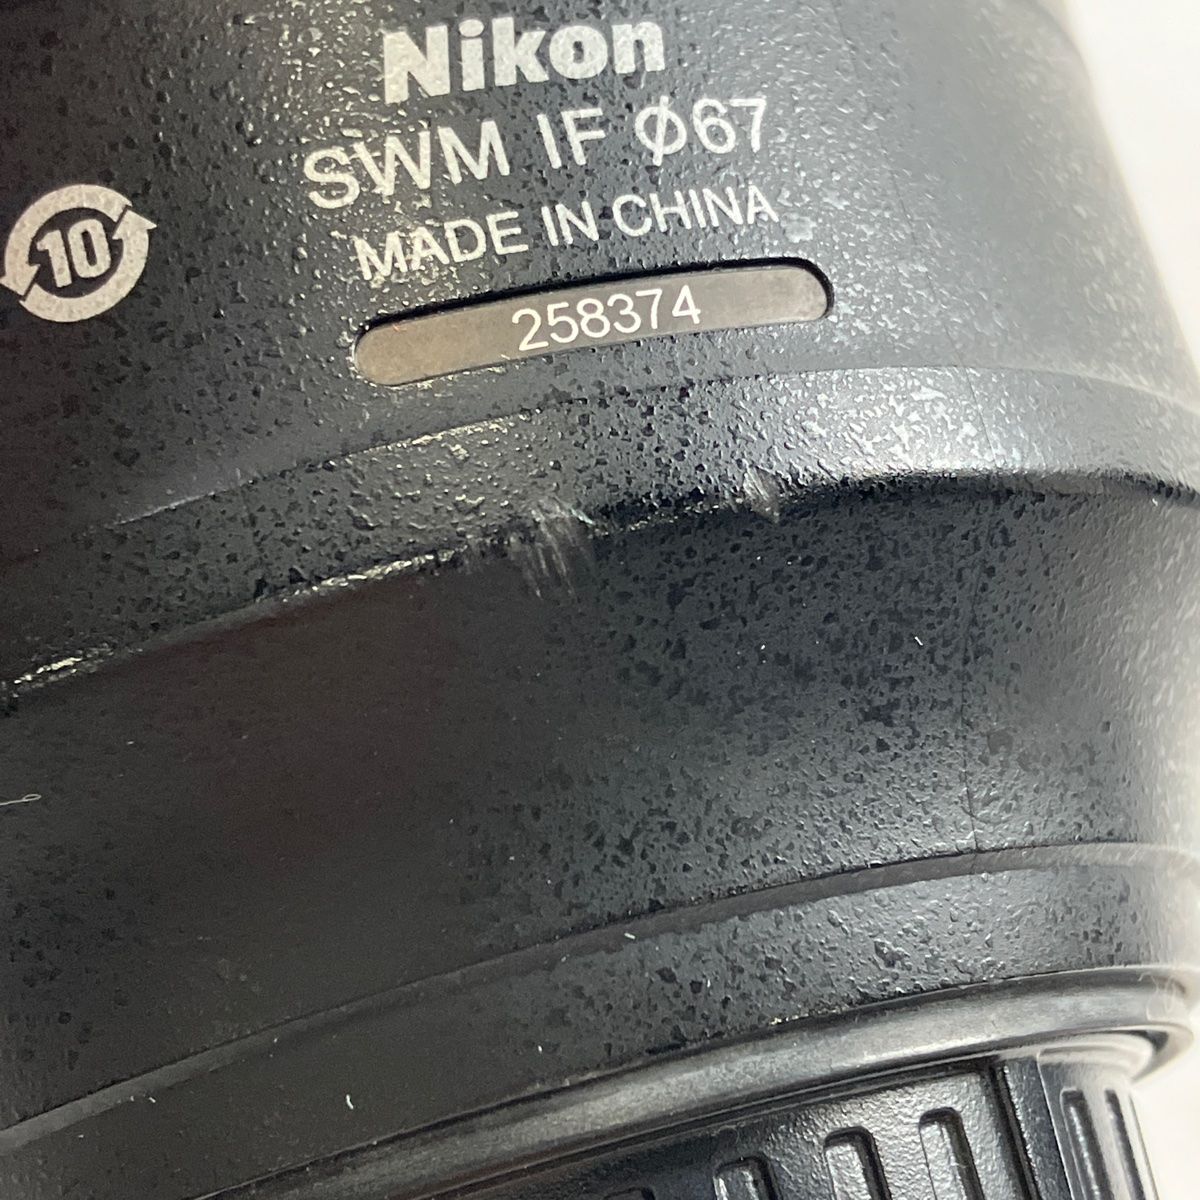 Nikon
SWM IF Φ67
MADE IN CHINA
10
258374